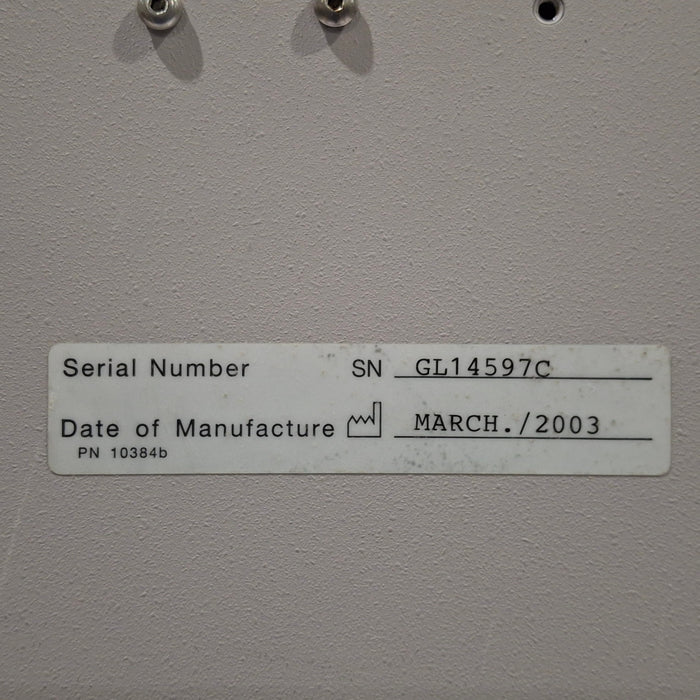 Serial Number SN GL14597C
Date of Manufacture MARCH./2003
PN 10384b